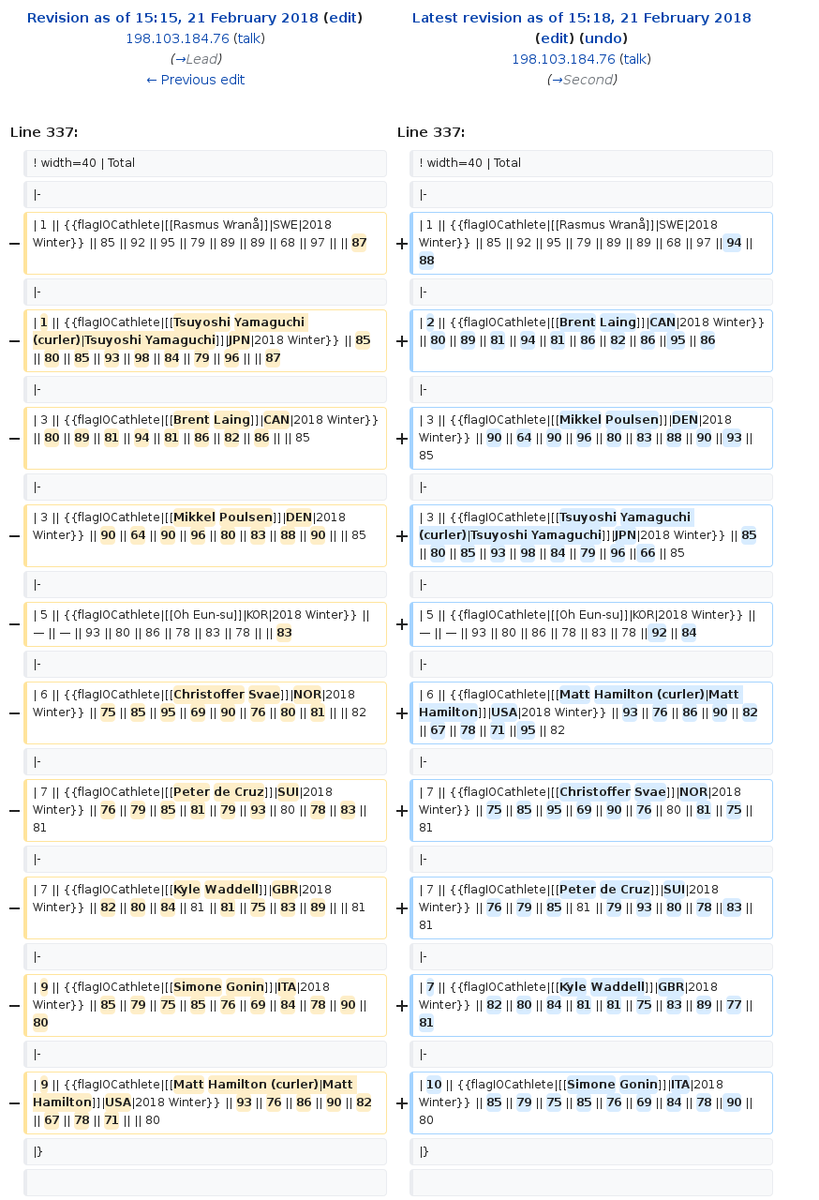 Revision as of 15:15, 21 February 2018 (edit)
198.103.184.76 (talk)
(→Lead)
← Previous edit
Latest revision as of 15:18, 21 February 2018
(edit) (undo)
198.103.184.76 (talk)
(→Second)
Line 337:
Line 337:
! width=40 | Total
! width=40 | Total
|-
|-
− | 1 || {{flagIOCathlete|[[Rasmus Wranå]]|SWE|2018
Winter}} || 85 || 92 || 95 || 79 || 89 || 89 || 68 || 97 || || 87
+ | 1 || {{flagIOCathlete|[[Rasmus Wranå]]|SWE|2018
Winter}} || 85 || 92 || 95 || 79 || 89 || 89 || 68 || 97 || 94 ||
88
|-
|-
− | 1 || {{flagIOCathlete|[[Tsuyoshi Yamaguchi
(curler)|Tsuyoshi Yamaguchi]]|JPN|2018 Winter}} || 85
|| 80 || 85 || 93 || 98 || 84 || 79 || 96 || || 87
+ | 2 || {{flagIOCathlete|[[Brent Laing]]|CAN|2018 Winter}}
|| 80 || 89 || 81 || 94 || 81 || 86 || 82 || 86 || 95 || 86
|-
|-
− | 3 || {{flagIOCathlete|[[Brent Laing]]|CAN|2018 Winter}}
|| 80 || 89 || 81 || 94 || 81 || 86 || 82 || 86 || || 85
+ | 3 || {{flagIOCathlete|[[Mikkel Poulsen]]|DEN|2018
Winter}} || 90 || 64 || 90 || 96 || 80 || 83 || 88 || 90 || 93 ||
85
|-
|-
− | 3 || {{flagIOCathlete|[[Mikkel Poulsen]]|DEN|2018
Winter}} || 90 || 64 || 90 || 96 || 80 || 83 || 88 || 90 || || 85
+ | 3 || {{flagIOCathlete|[[Tsuyoshi Yamaguchi
(curler)|Tsuyoshi Yamaguchi]]|JPN|2018 Winter}} || 85
|| 80 || 85 || 93 || 98 || 84 || 79 || 96 || 66 || 85
|-
|-
− | 5 || {{flagIOCathlete|[[Oh Eun-su]]|KOR|2018 Winter}} ||
— || — || 93 || 80 || 86 || 78 || 83 || 78 || || 83
+ | 5 || {{flagIOCathlete|[[Oh Eun-su]]|KOR|2018 Winter}} ||
— || — || 93 || 80 || 86 || 78 || 83 || 78 || 92 || 84
|-
|-
− | 6 || {{flagIOCathlete|[[Christoffer Svae]]|NOR|2018
Winter}} || 75 || 85 || 95 || 69 || 90 || 76 || 80 || 81 || || 82
+ | 6 || {{flagIOCathlete|[[Matt Hamilton (curler)|Matt
Hamilton]]|USA|2018 Winter}} || 93 || 76 || 86 || 90 || 82
|| 67 || 78 || 71 || 95 || 82
|-
|-
− | 7 || {{flagIOCathlete|[[Peter de Cruz]]|SUI|2018
Winter}} || 76 || 79 || 85 || 81 || 79 || 93 || 80 || 78 || 83 ||
81
+ | 7 || {{flagIOCathlete|[[Christoffer Svae]]|NOR|2018
Winter}} || 75 || 85 || 95 || 69 || 90 || 76 || 80 || 81 || 75 ||
81
|-
|-
− | 7 || {{flagIOCathlete|[[Kyle Waddell]]|GBR|2018
Winter}} || 82 || 80 || 84 || 81 || 81 || 75 || 83 || 89 || || 81
+ | 7 || {{flagIOCathlete|[[Peter de Cruz]]|SUI|2018
Winter}} || 76 || 79 || 85 || 81 || 79 || 93 || 80 || 78 || 83 ||
81
|-
|-
− | 9 || {{flagIOCathlete|[[Simone Gonin]]|ITA|2018
Winter}} || 85 || 79 || 75 || 85 || 76 || 69 || 84 || 78 || 90 ||
80
+ | 7 || {{flagIOCathlete|[[Kyle Waddell]]|GBR|2018
Winter}} || 82 || 80 || 84 || 81 || 81 || 75 || 83 || 89 || 77 ||
81
|-
|-
− | 9 || {{flagIOCathlete|[[Matt Hamilton (curler)|Matt
Hamilton]]|USA|2018 Winter}} || 93 || 76 || 86 || 90 || 82
|| 67 || 78 || 71 || || 80
+ | 10 || {{flagIOCathlete|[[Simone Gonin]]|ITA|2018
Winter}} || 85 || 79 || 75 || 85 || 76 || 69 || 84 || 78 || 90 ||
80
|}
|}